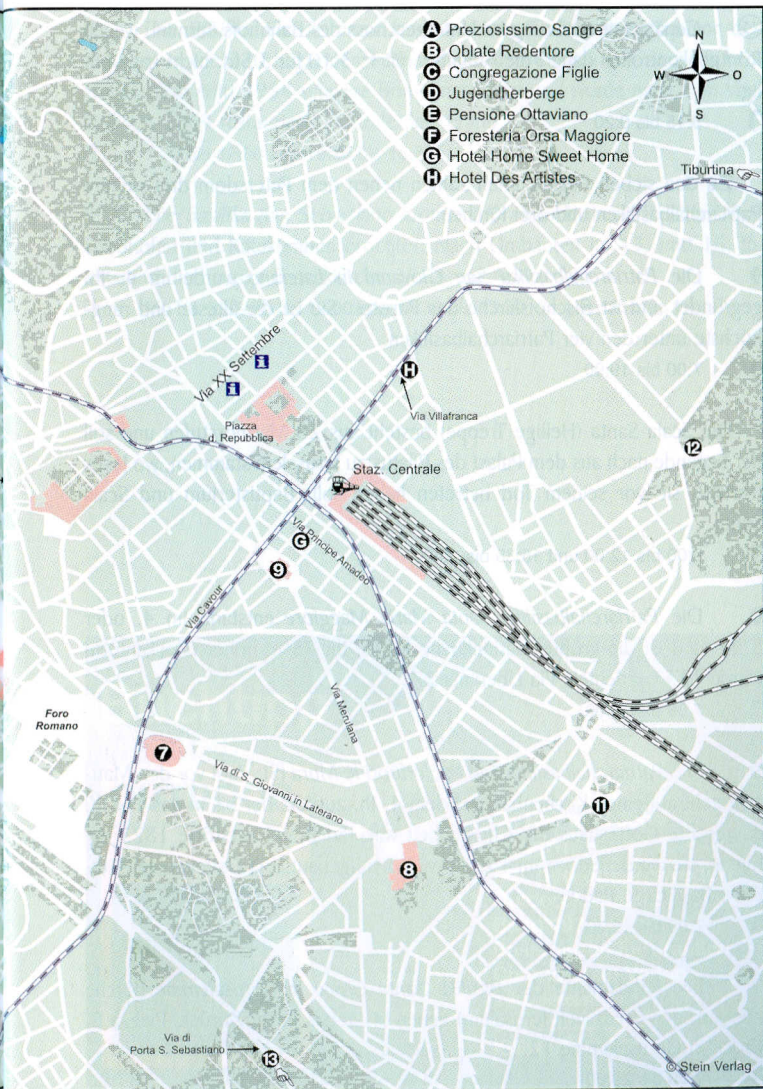 A Preziosissimo Sangre
B Oblate Redentore
C Congregazione Figlie
D Jugendherberge
E Pensione Ottaviano
F Foresteria Orsa Maggiore
G Hotel Home Sweet Home
H Hotel Des Artistes
N
W O
S
Tiburtina
Via XX Settembre
i
i
H
Via Villafranca
Piazza
d. Repubblica
12
Staz. Centrale
G
Via Principe Amadeo
9
Via Cavour
Foro
Romano
Via Merulana
7
Via di S. Giovanni in Laterano
11
8
Via di
Porta S. Sebastiano
13
© Stein Verlag